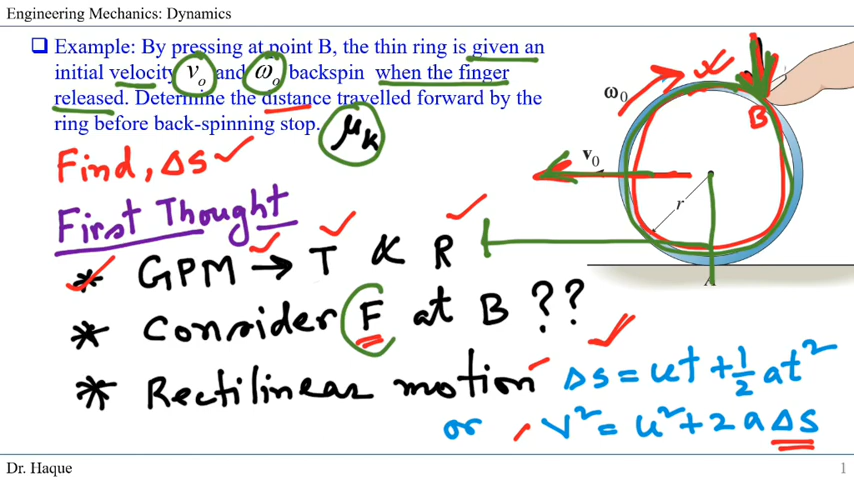 Engineering Mechanics: Dynamics
Example: By pressing at point B, the thin ring is given an
initial velocity v₀ and ω₀ backspin when the finger
released. Determine the distance travelled forward by the
ring before back-spinning stop. μₖ
Find, Δs ✓
First Thought
* GPM → T & R
* Consider F at B ??
* Rectilinear motion Δs = ut + ½at²
or v² = u² + 2aΔs
ω₀
B
v₀
r
A
Dr. Haque
1